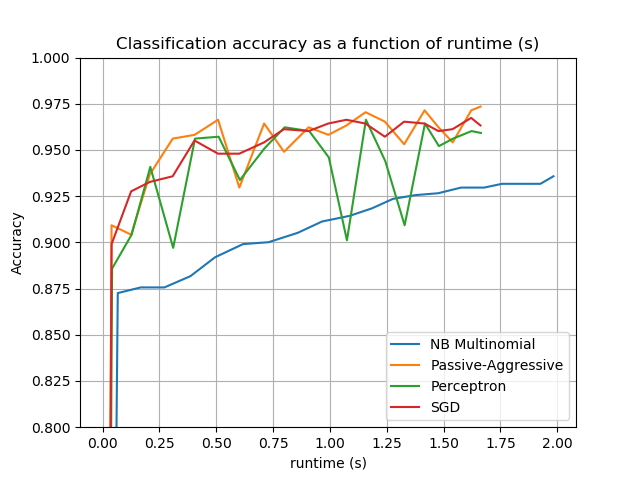 Classification accuracy as a function of runtime (s)
1.000
0.975
0.950
0.925
0.900
0.875
0.850
0.825
0.800
Accuracy
NB Multinomial
Passive-Aggressive
Perceptron
SGD
0.00 0.25 0.50 0.75 1.00 1.25 1.50 1.75 2.00
runtime (s)